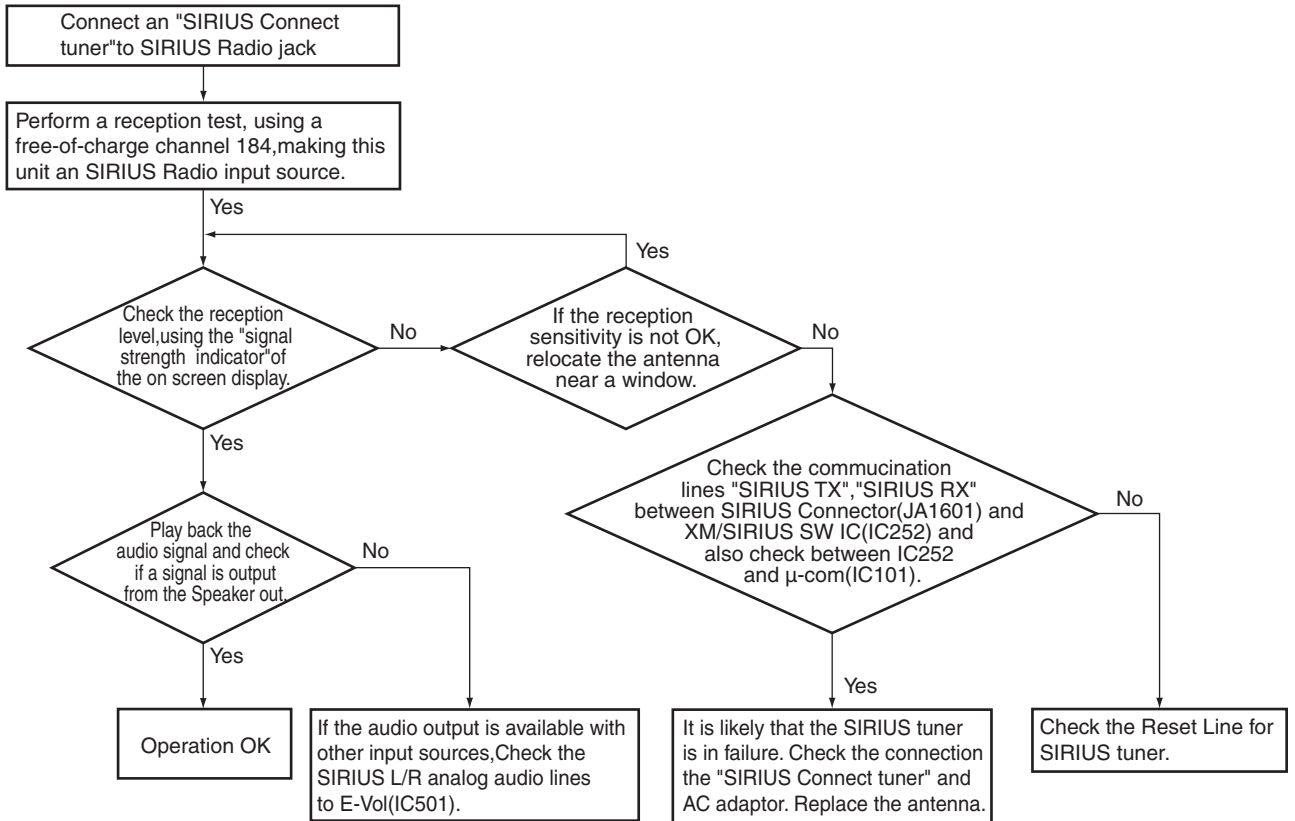 Connect an "SIRIUS Connect
tuner"to SIRIUS Radio jack
Perform a reception test, using a
free-of-charge channel 184,making this
unit an SIRIUS Radio input source.
Yes
Yes
Check the reception
level,using the "signal
strength indicator"of
the on screen display.
No
If the reception
sensitivity is not OK,
relocate the antenna
near a window.
No
Yes
Check the commucination
lines "SIRIUS TX","SIRIUS RX"
between SIRIUS Connector(JA1601) and
XM/SIRIUS SW IC(IC252) and
also check between IC252
and μ-com(IC101).
No
Play back the
audio signal and check
if a signal is output
from the Speaker out.
No
Yes
Yes
Operation OK
If the audio output is available with
other input sources,Check the
SIRIUS L/R analog audio lines
to E-Vol(IC501).
It is likely that the SIRIUS tuner
is in failure. Check the connection
the "SIRIUS Connect tuner" and
AC adaptor. Replace the antenna.
Check the Reset Line for
SIRIUS tuner.